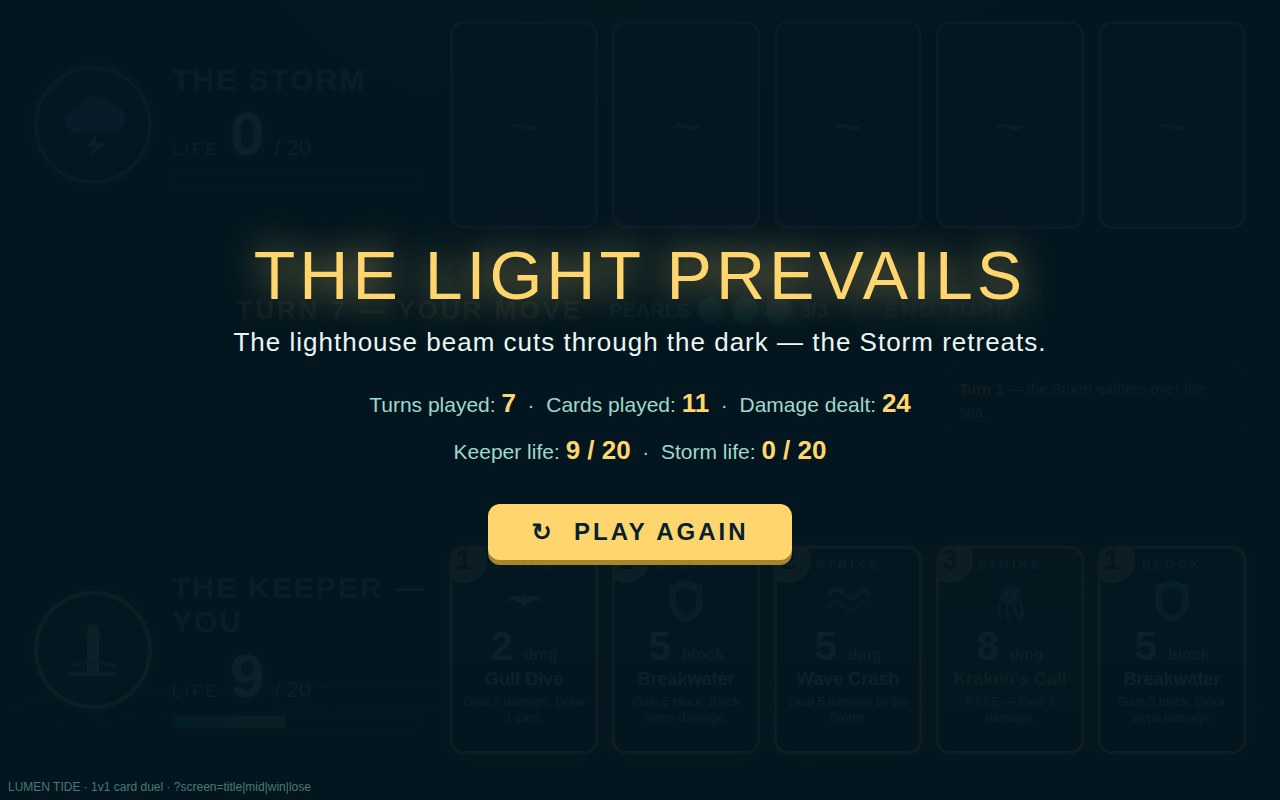 THE STORM
LIFE 0 / 20
~ ~ ~ ~ ~
THE LIGHT PREVAILS
TURN 7 — YOUR MOVE PEARLS 3/3 END TURN
The lighthouse beam cuts through the dark — the Storm retreats.
Turn 1 — the Storm gathers over the
sea.
Turns played: 7 · Cards played: 11 · Damage dealt: 24
Keeper life: 9 / 20 · Storm life: 0 / 20
↻ PLAY AGAIN
THE KEEPER —
YOU
LIFE 9 / 20
1
2 dmg
Gull Dive
Deal 2 damage. Draw
1 card.
5 block
Breakwater
Gain 5 block. Block
stops damage.
STRIKE
5 dmg
Wave Crash
Deal 5 damage to the
Storm.
3 STRIKE
8 dmg
Kraken's Call
RARE — Deal 8
damage.
1 BLOCK
5 block
Breakwater
Gain 5 block. Block
stops damage.
LUMEN TIDE · 1v1 card duel · ?screen=title|mid|win|lose